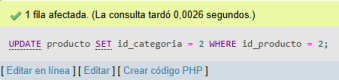 1 fila afectada. (La consulta tardó 0,0026 segundos.)
UPDATE producto SET id_categoria = 2 WHERE id_producto = 2;
[ Editar en línea ] [ Editar ] [ Crear código PHP ]